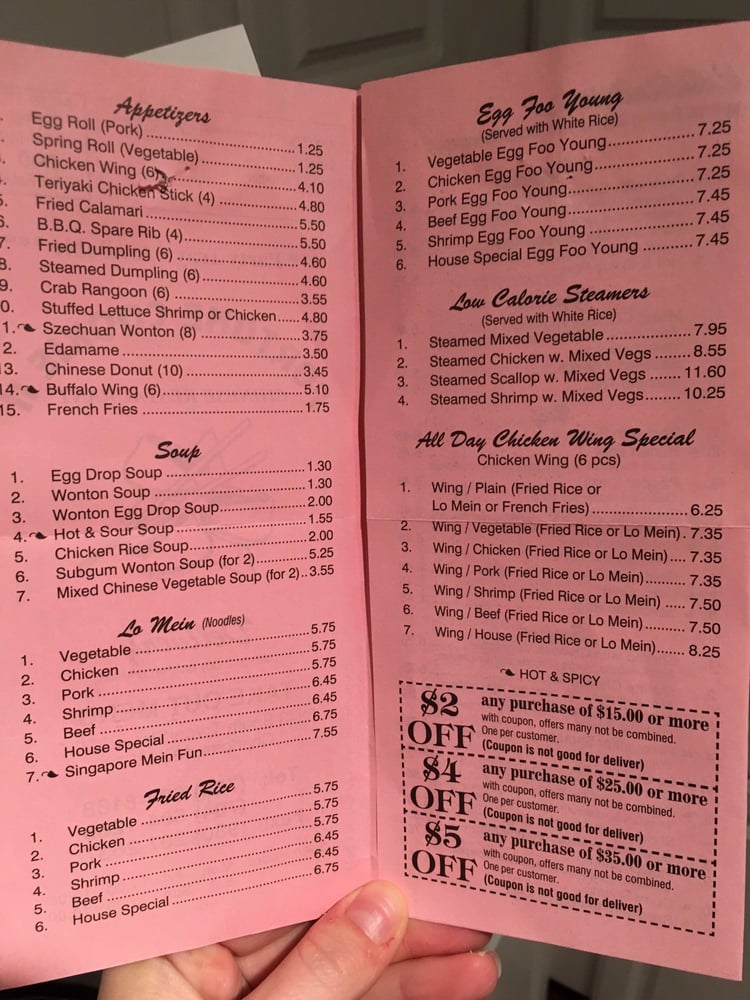 Appetizers
Egg Roll (Pork) 1.25
Spring Roll (Vegetable) 1.25
Chicken Wing (6) 4.10
Teriyaki Chicken Stick (4) 4.80
5. Fried Calamari 5.50
6. B.B.Q. Spare Rib (4) 5.50
7. Fried Dumpling (6) 4.60
8. Steamed Dumpling (6) 4.60
9. Crab Rangoon (6) 3.55
0. Stuffed Lettuce Shrimp or Chicken 4.80
1. Szechuan Wonton (8) 3.75
2. Edamame 3.50
13. Chinese Donut (10) 3.45
14. Buffalo Wing (6) 5.10
15. French Fries 1.75
Soup
1. Egg Drop Soup 1.30
2. Wonton Soup 1.30
3. Wonton Egg Drop Soup 2.00
4. Hot & Sour Soup 1.55
5. Chicken Rice Soup 2.00
6. Subgum Wonton Soup (for 2) 5.25
7. Mixed Chinese Vegetable Soup (for 2) 3.55
Lo Mein (Noodles)
1. Vegetable 5.75
2. Chicken 5.75
3. Pork 5.75
4. Shrimp 6.45
5. Beef 6.45
6. House Special 6.75
7. Singapore Mein Fun 7.55
Fried Rice
1. Vegetable 5.75
2. Chicken 5.75
3. Pork 5.75
4. Shrimp 6.45
5. Beef 6.45
6. House Special 6.75
Egg Foo Young
(Served with White Rice)
1. Vegetable Egg Foo Young 7.25
2. Chicken Egg Foo Young 7.25
3. Pork Egg Foo Young 7.25
4. Beef Egg Foo Young 7.45
5. Shrimp Egg Foo Young 7.45
6. House Special Egg Foo Young 7.45
Low Calorie Steamers
(Served with White Rice)
1. Steamed Mixed Vegetable 7.95
2. Steamed Chicken w. Mixed Vegs 8.55
3. Steamed Scallop w. Mixed Vegs 11.60
4. Steamed Shrimp w. Mixed Vegs 10.25
All Day Chicken Wing Special
Chicken Wing (6 pcs)
1. Wing / Plain (Fried Rice or
Lo Mein or French Fries) 6.25
2. Wing / Vegetable (Fried Rice or Lo Mein) 7.35
3. Wing / Chicken (Fried Rice or Lo Mein) 7.35
4. Wing / Pork (Fried Rice or Lo Mein) 7.35
5. Wing / Shrimp (Fried Rice or Lo Mein) 7.50
6. Wing / Beef (Fried Rice or Lo Mein) 7.50
7. Wing / House (Fried Rice or Lo Mein) 8.25
HOT & SPICY
$2 OFF
any purchase of $15.00 or more
with coupon, offers many not be combined.
One per customer.
(Coupon is not good for deliver)
$4 OFF
any purchase of $25.00 or more
with coupon, offers many not be combined.
One per customer.
(Coupon is not good for deliver)
$5 OFF
any purchase of $35.00 or more
with coupon, offers many not be combined.
One per customer.
(Coupon is not good for deliver)